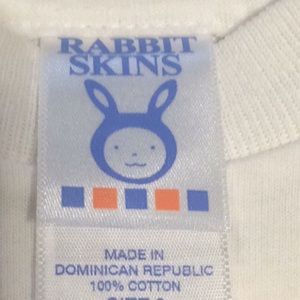 RABBIT
SKINS
MADE IN
DOMINICAN REPUBLIC
100% COTTON